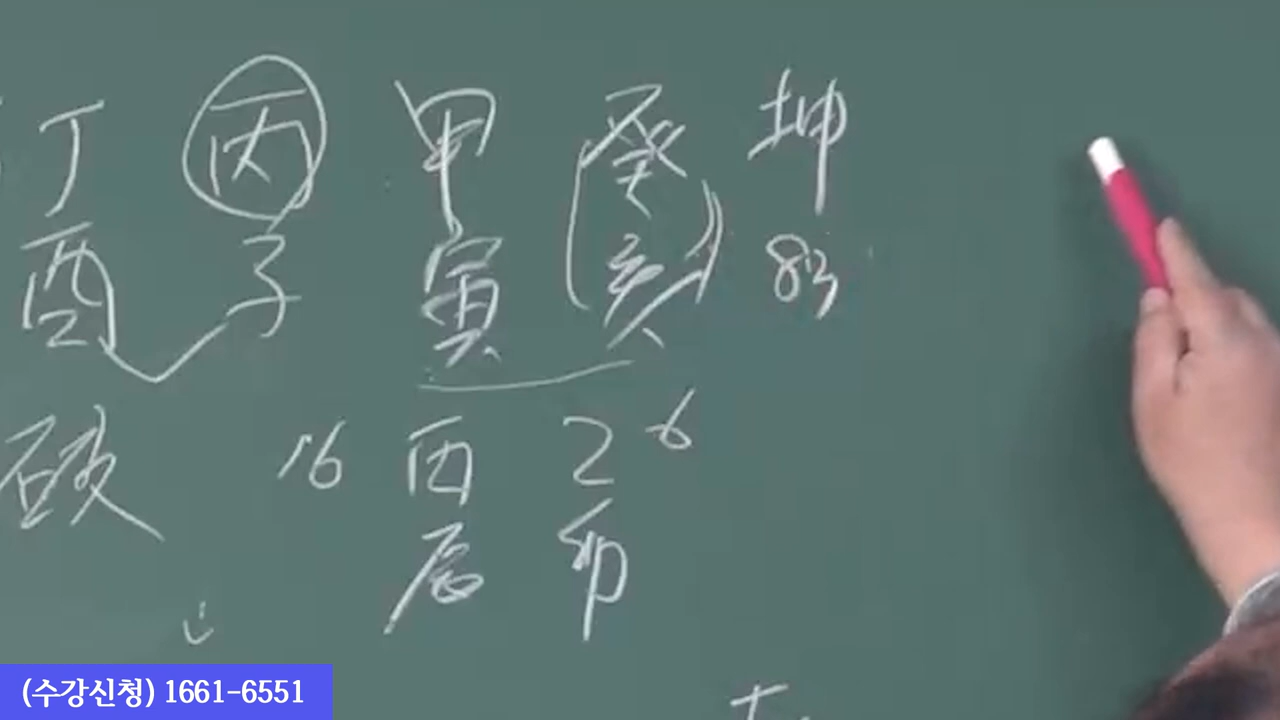 丁 丙 甲 癸 坤
酉 子 寅 亥 83
破 16 丙 乙 6
辰 卯
(수강신청) 1661-6551